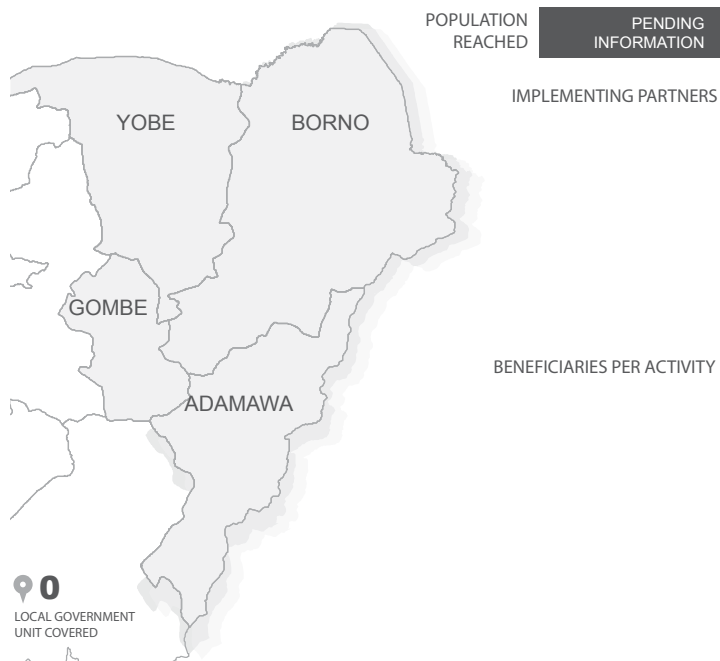 POPULATION
REACHED
PENDING
INFORMATION
IMPLEMENTING PARTNERS
YOBE
BORNO
GOMBE
BENEFICIARIES PER ACTIVITY
ADAMAWA
0
LOCAL GOVERNMENT
UNIT COVERED